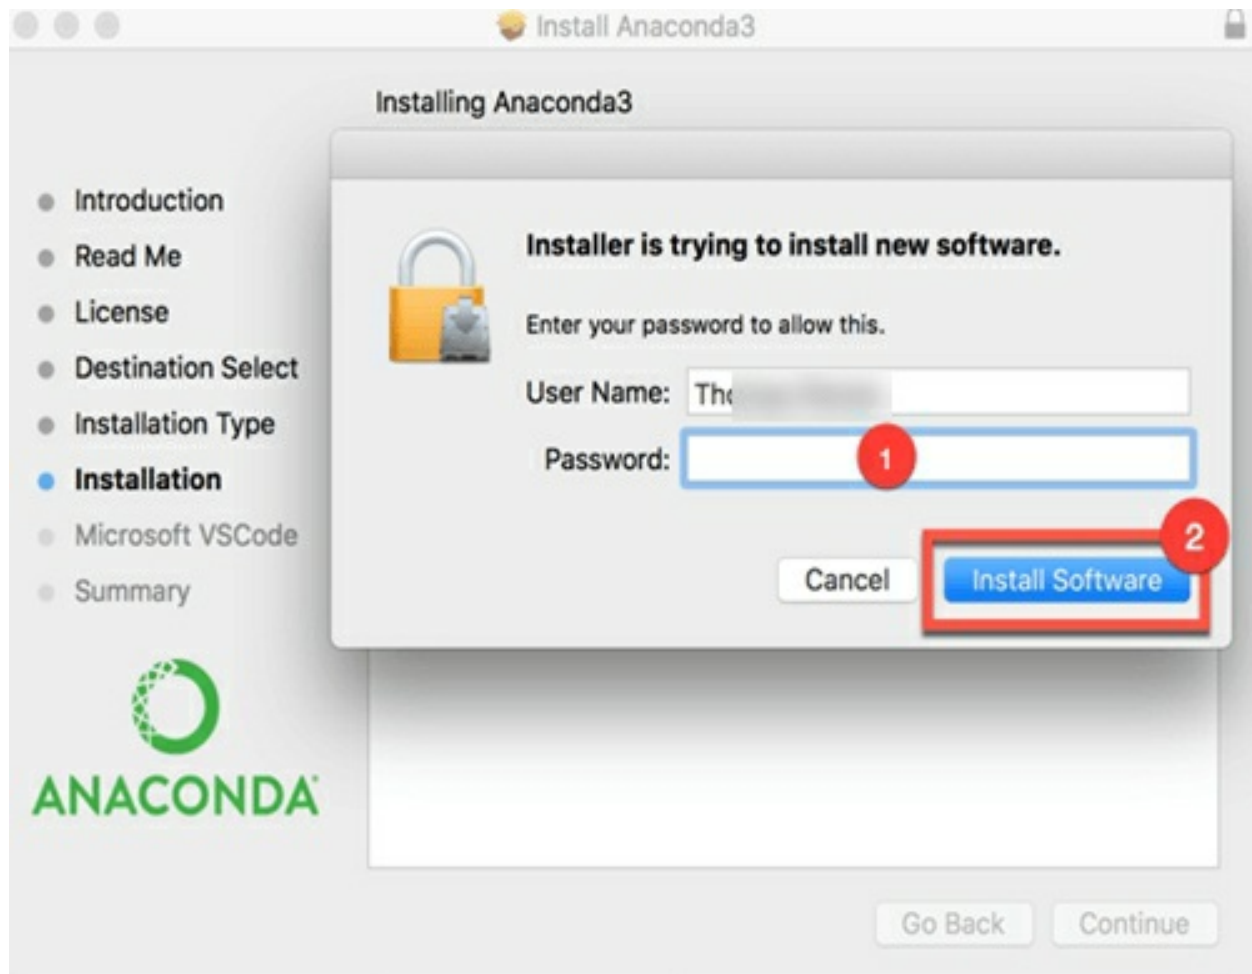 Install Anaconda3
Installing Anaconda3
Introduction
Read Me
License
Destination Select
Installation Type
Installation
Microsoft VSCode
Summary
ANACONDA
Installer is trying to install new software.
Enter your password to allow this.
User Name:
Password: 1
Cancel Install Software 2
Go Back Continue